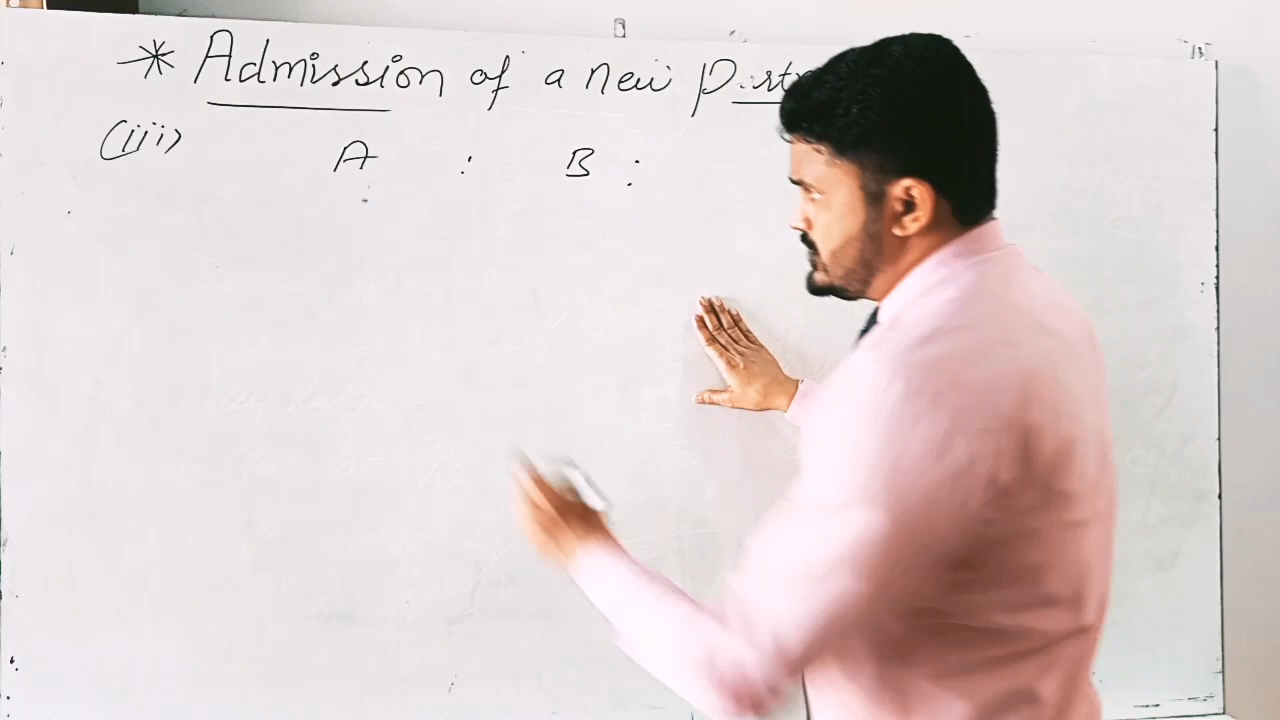 * Admission of a new
(iii) A : B :